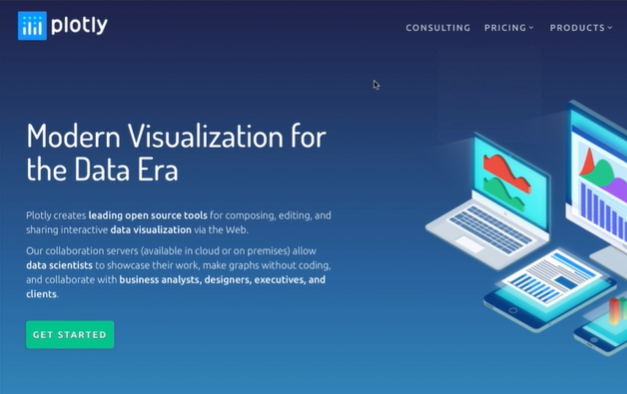 plotly
CONSULTING PRICING PRODUCTS
Modern Visualization for
the Data Era
Plotly creates leading open source tools for composing, editing, and
sharing interactive data visualization via the Web.
Our collaboration servers (available in cloud or on premises) allow
data scientists to showcase their work, make graphs without coding,
and collaborate with business analysts, designers, executives, and
clients.
GET STARTED